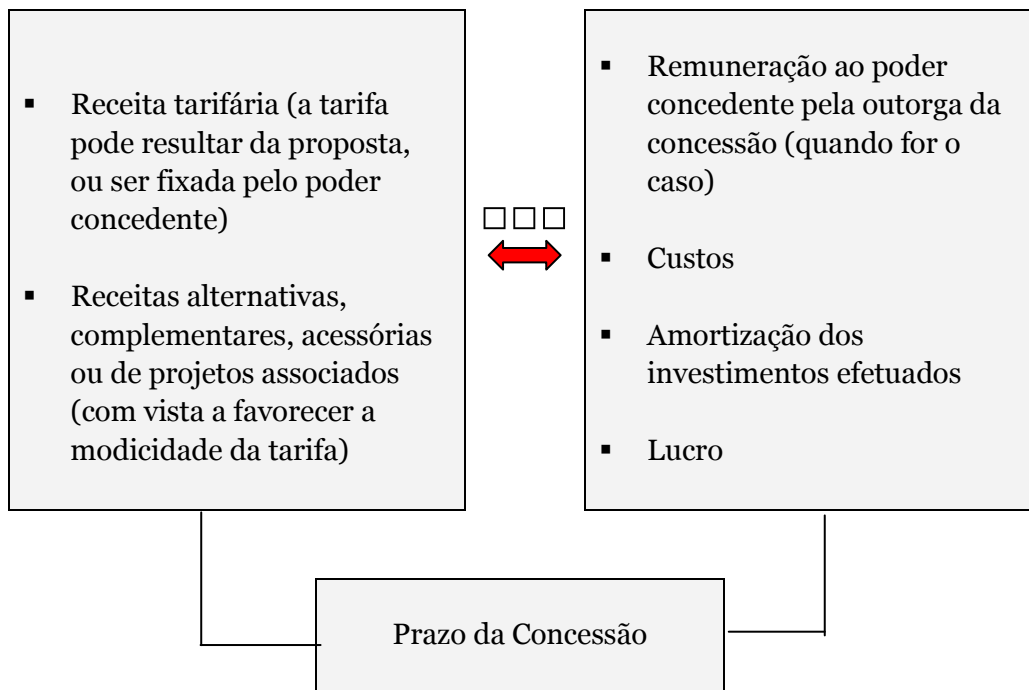 ▪ Receita tarifária (a tarifa
pode resultar da proposta,
ou ser fixada pelo poder
concedente)
▪ Receitas alternativas,
complementares, acessórias
ou de projetos associados
(com vista a favorecer a
modicidade da tarifa)
□□□
▪ Remuneração ao poder
concedente pela outorga da
concessão (quando for o
caso)
▪ Custos
▪ Amortização dos
investimentos efetuados
▪ Lucro
Prazo da Concessão